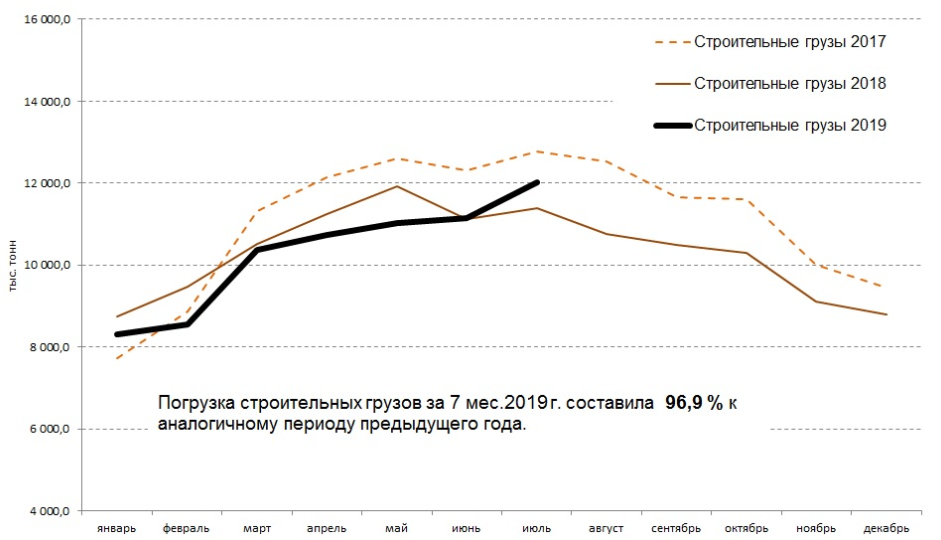 16 000,0
Строительные грузы 2017
Строительные грузы 2018
14 000,0
Строительные грузы 2019
12 000,0
10 000,0
тыс. тонн
8 000,0
Погрузка строительных грузов за 7 мес.2019 г. составила 96,9 % к
аналогичному периоду предыдущего года.
6 000,0
4 000,0
январь февраль март апрель май июнь июль август сентябрь октябрь ноябрь декабрь